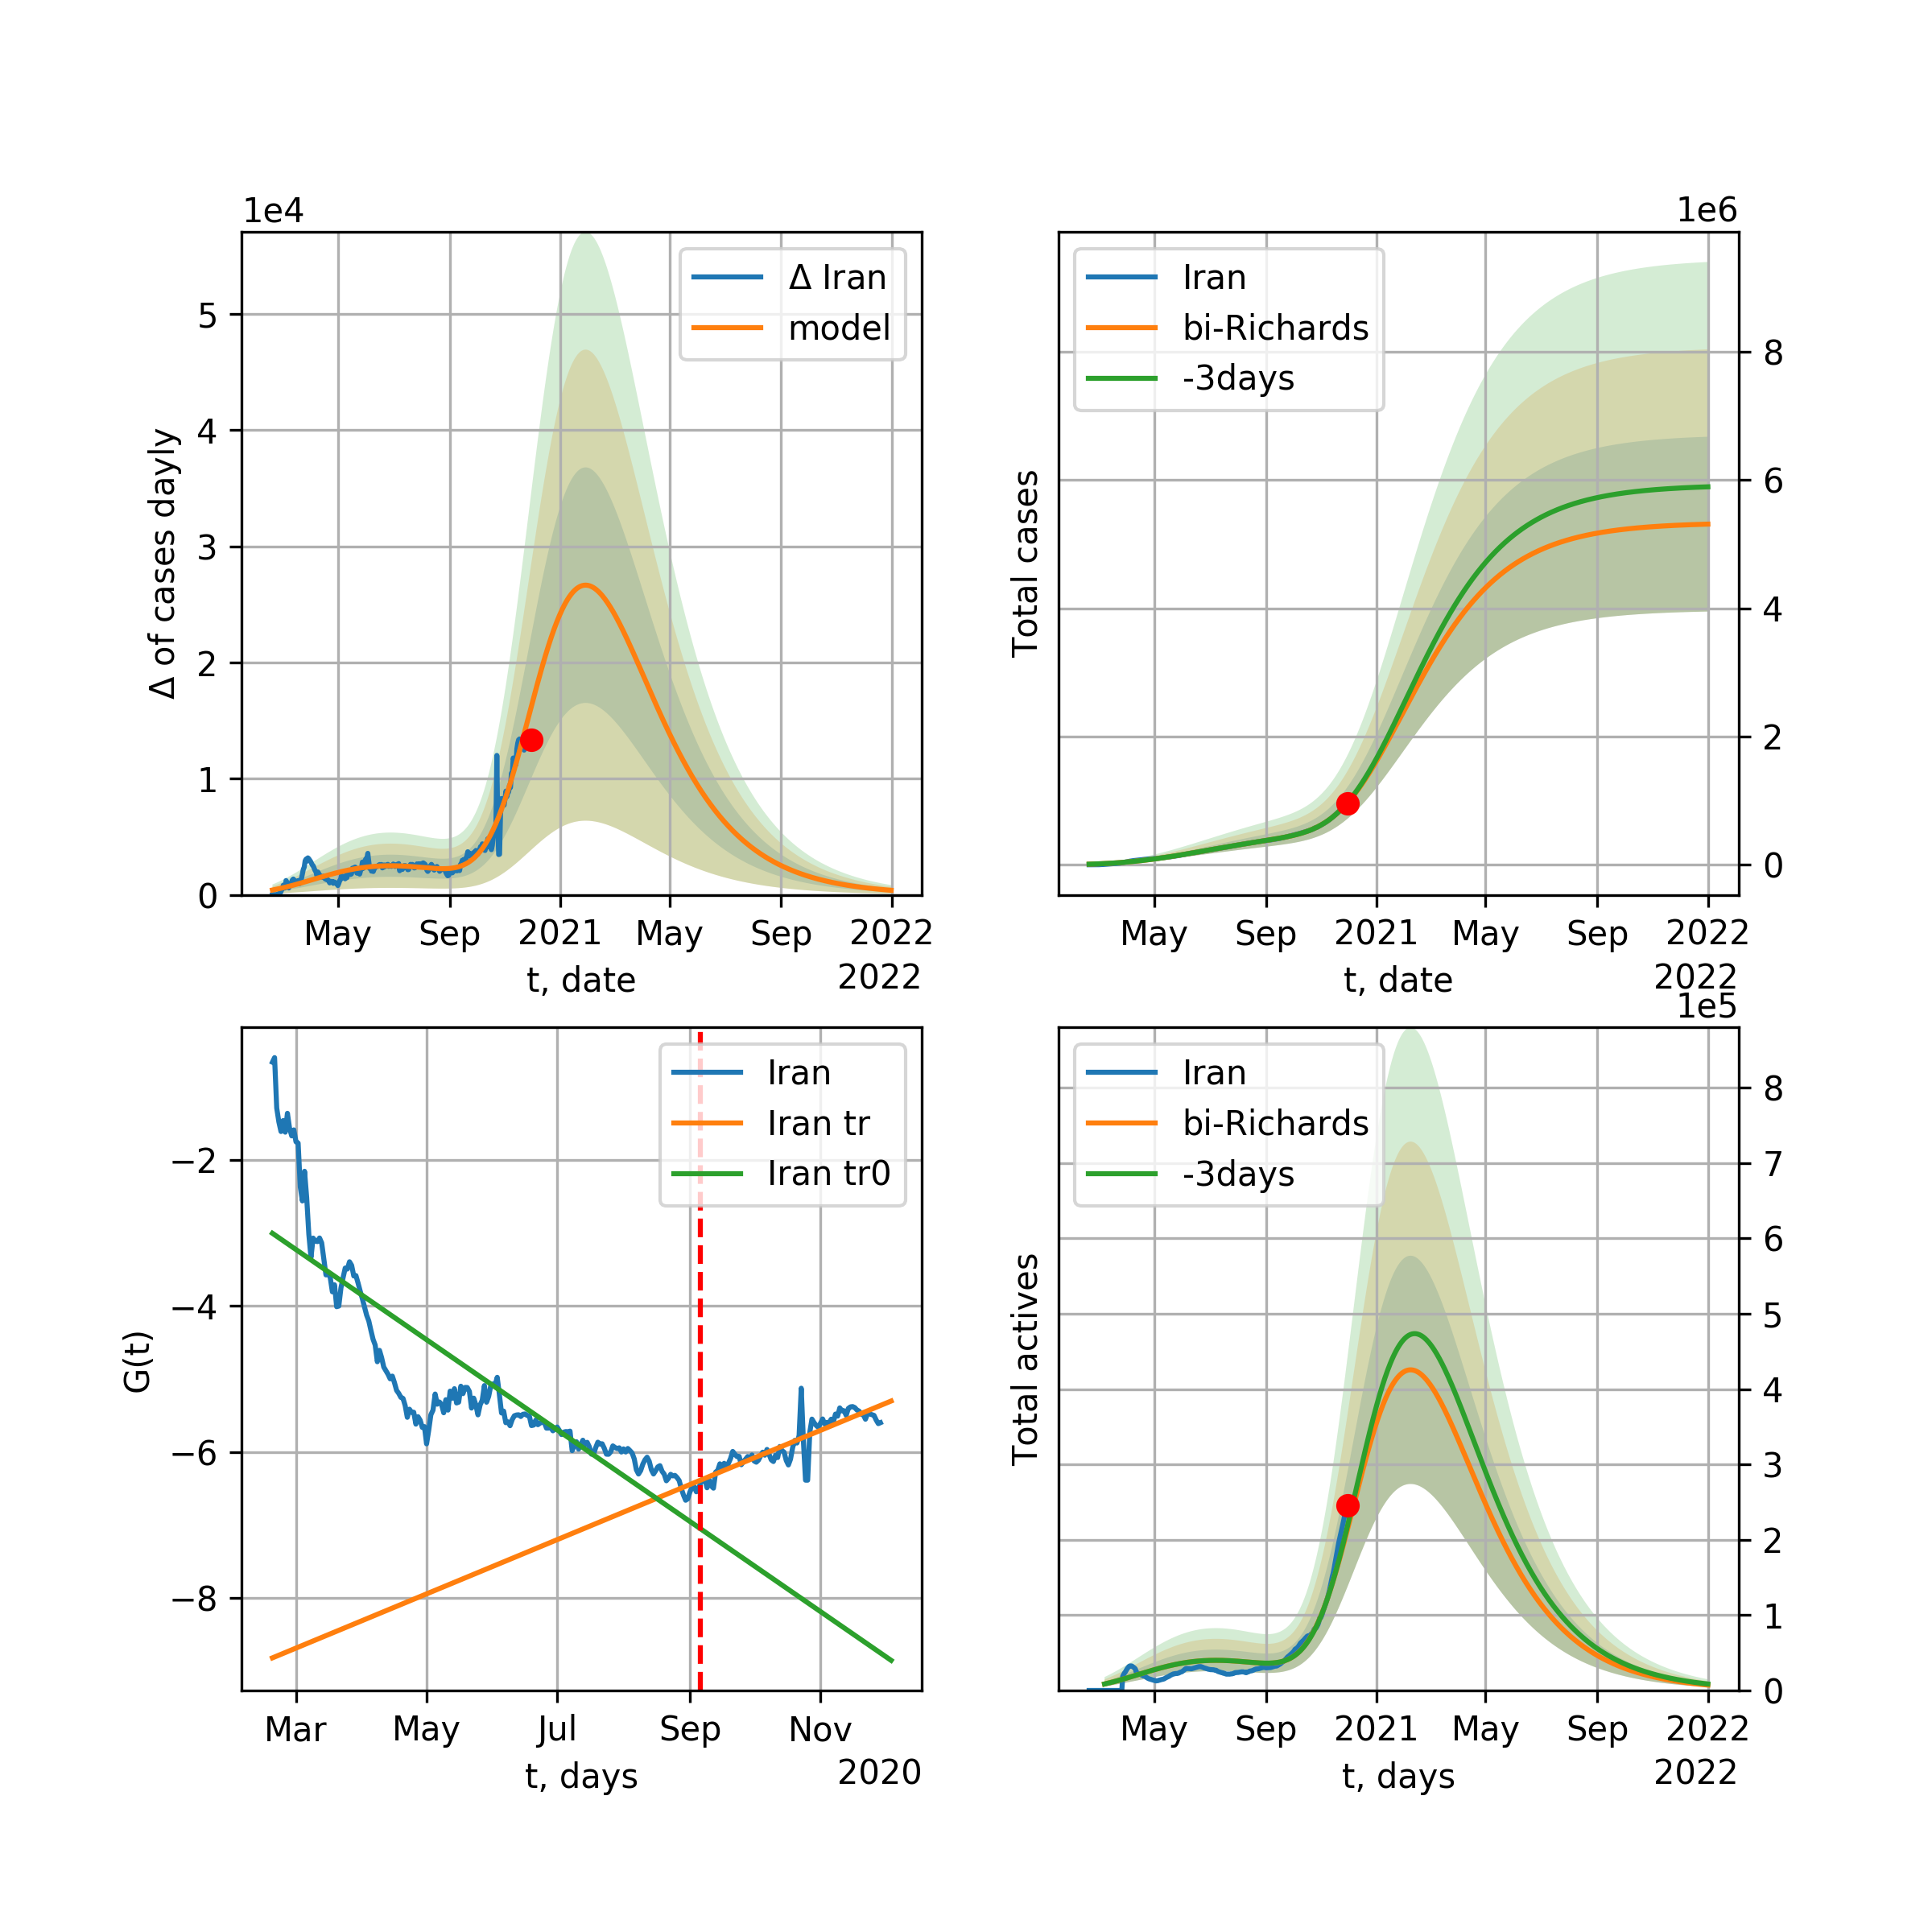 1e4
Δ Iran
model
5
4
3
2
1
0
Δ of cases dayly
May Sep 2021 May Sep 2022
t, date
2022
1e6
Iran
bi-Richards
-3days
8
6
4
2
0
Total cases
May Sep 2021 May Sep 2022
t, date
2022
Iran
Iran tr
Iran tr0
−2
−4
−6
−8
G(t)
Mar May Jul Sep Nov
t, days
2020
1e5
Iran
bi-Richards
-3days
8
7
6
5
4
3
2
1
0
Total actives
May Sep 2021 May Sep 2022
t, days
2022